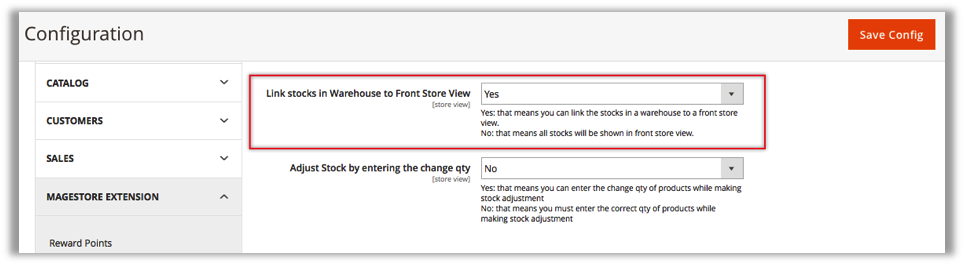 Configuration
Save Config
CATALOG
CUSTOMERS
SALES
MAGESTORE EXTENSION
Reward Points
Link stocks in Warehouse to Front Store View
[store view]
Yes
Yes: that means you can link the stocks in a warehouse to a front store
view.
No: that means all stocks will be shown in front store view.
Adjust Stock by entering the change qty
[store view]
No
Yes: that means you can enter the change qty of products while making
stock adjustment
No: that means you must enter the correct qty of products while
making stock adjustment